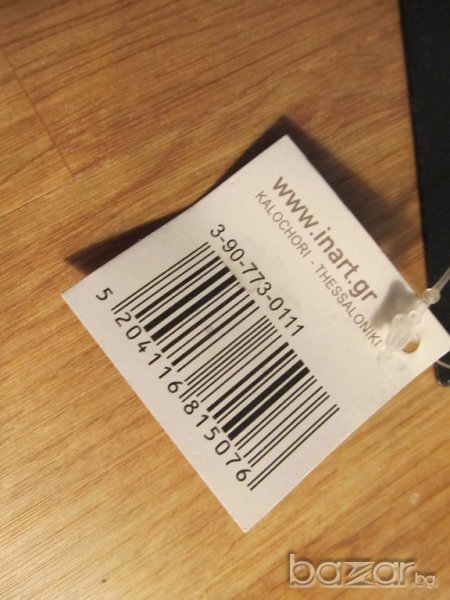 www.inart.gr
KALOCHORI - THESSALONIKI
3-90-773-0111
5 204116 815076
bazar.bg